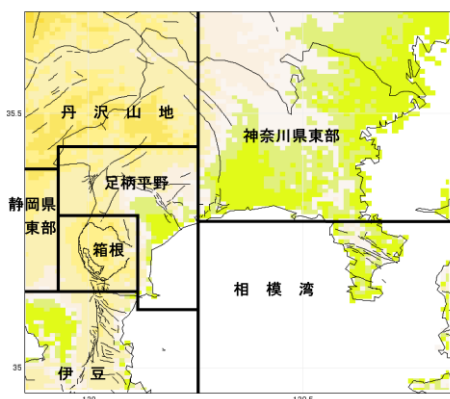 35.5
丹 沢 山 地
神奈川県東部
足柄平野
静岡県
東部
箱根
相 模 湾
伊 豆
35